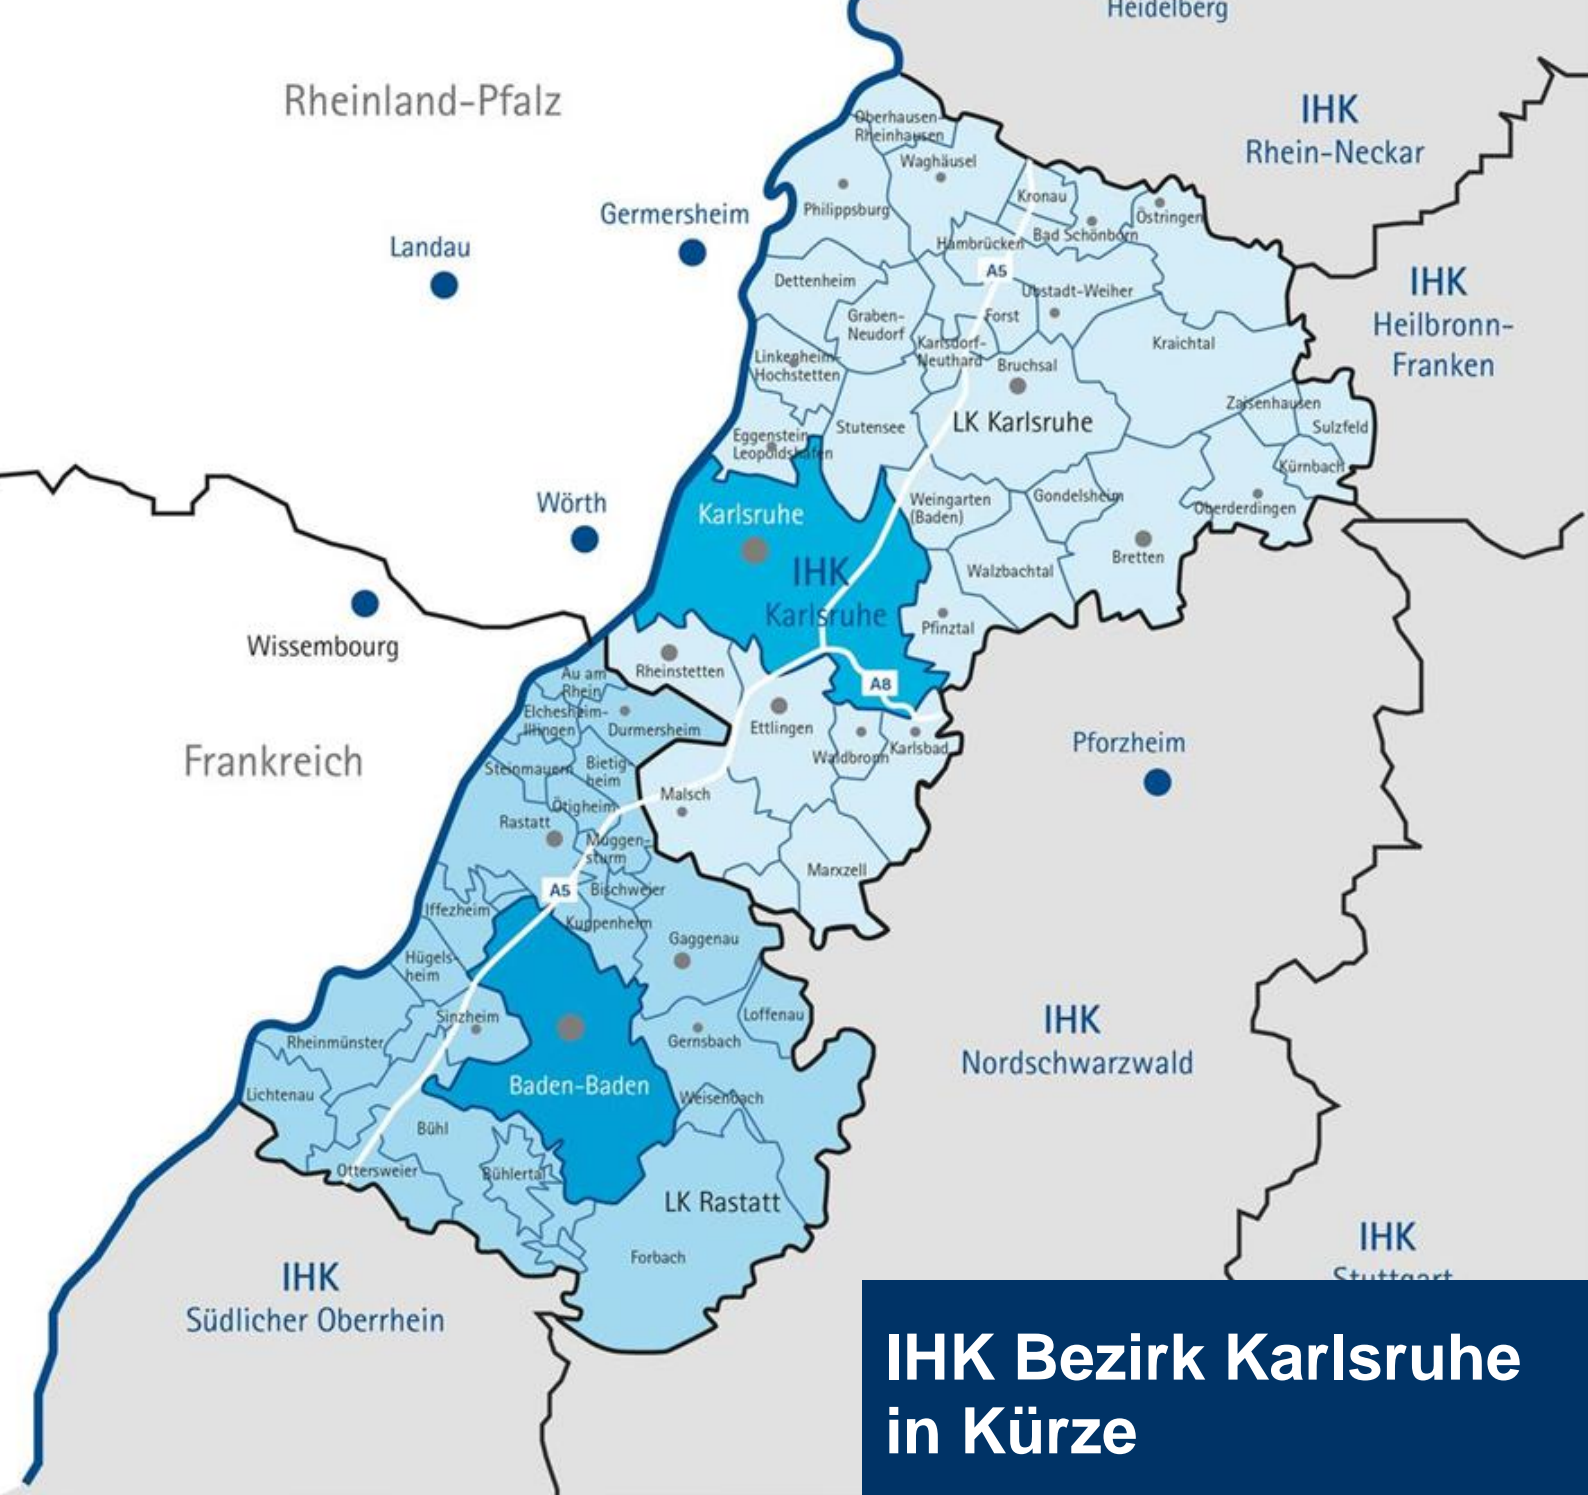 Heidelberg
Rheinland-Pfalz
IHK
Rhein-Neckar
Oberhausen-
Rheinhausen
Waghäusel
Philippsburg
Kronau
Östringen
Bad Schönborn
Hambrücken
Germersheim
Landau
A5
Dettenheim
Ubstadt-Weiher
IHK
Heilbronn-
Franken
Graben-
Neudorf
Forst
Karlsdorf-
Neuthard
Kraichtal
Linkenheim-
Hochstetten
Bruchsal
Zaisenhausen
Sulzfeld
Eggenstein-
Leopoldshafen
Stutensee
LK Karlsruhe
Kürnbach
Wörth
Karlsruhe
Weingarten
(Baden)
Gondelsheim
Oberderdingen
IHK
Karlsruhe
Walzbachtal
Bretten
Pfinztal
Wissembourg
Rheinstetten
Au am
Rhein
A8
Elchesheim-
Illingen
Durmersheim
Ettlingen
Waldbronn
Karlsbad
Pforzheim
Frankreich
Steinmauern
Bietig-
heim
Malsch
Ötigheim
Rastatt
Muggen-
sturm
Marxzell
A5
Bischweier
Iffezheim
Kuppenheim
Gaggenau
Hügels-
heim
Sinzheim
Loffenau
Gernsbach
Rheinmünster
IHK
Nordschwarzwald
Lichtenau
Baden-Baden
Weisenbach
Bühl
Ottersweier
Bühlertal
LK Rastatt
Forbach
IHK
Südlicher Oberrhein
IHK
Stuttgart
IHK Bezirk Karlsruhe
in Kürze